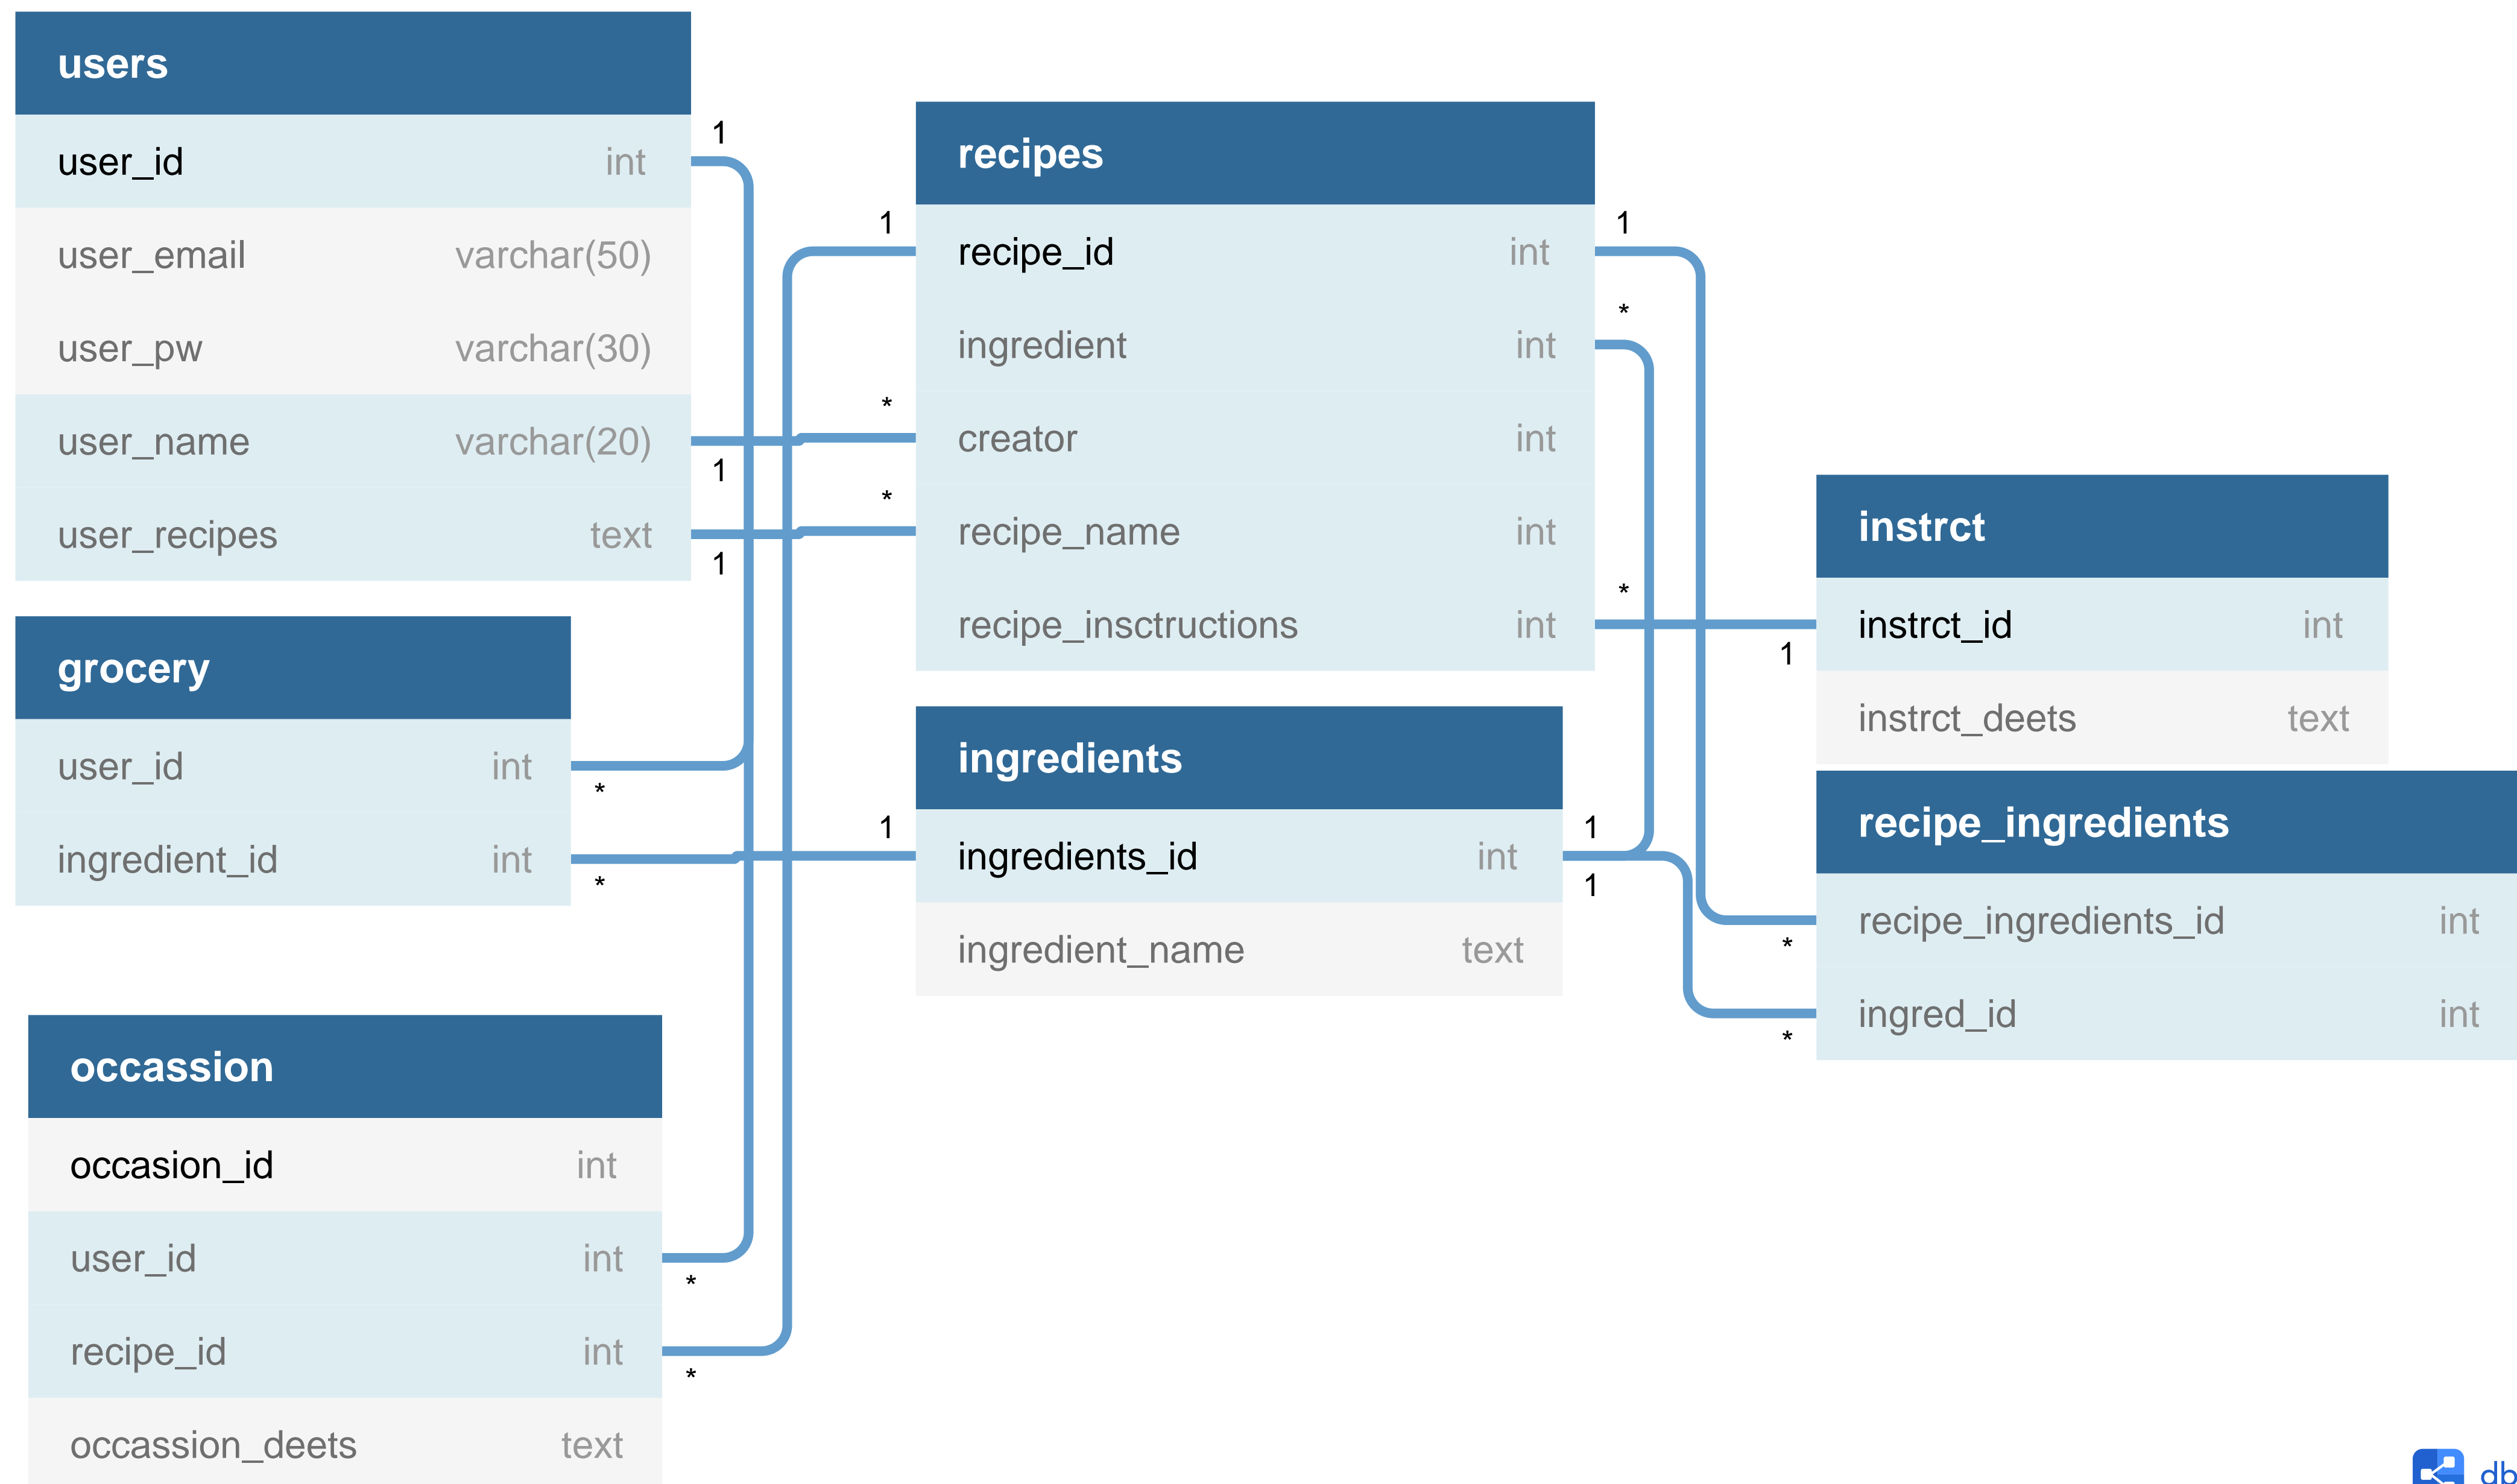 users
user_id int
user_email varchar(50)
user_pw varchar(30)
user_name varchar(20)
user_recipes text
1
1
1
recipes
recipe_id int
ingredient int
creator int
recipe_name int
recipe_insctructions int
1
*
*
1
*
*
instrct
instrct_id int
instrct_deets text
1
grocery
user_id int
ingredient_id int
*
*
ingredients
ingredients_id int
ingredient_name text
1
1
1
recipe_ingredients
recipe_ingredients_id int
ingred_id int
*
*
occassion
occasion_id int
user_id int
recipe_id int
occassion_deets text
*
*
db